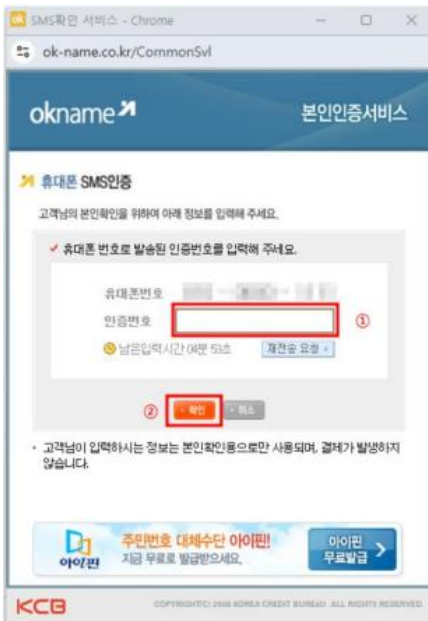 SMS확인 서비스 - Chrome
ok-name.co.kr/CommonSvl
okname
본인인증서비스
휴대폰 SMS인증
고객님의 본인확인을 위하여 아래 정보를 입력해 주세요.
휴대폰 번호로 발송된 인증번호를 입력해 주세요.
휴대폰번호
인증번호
①
남은입력시간 04분 53초 재전송 요청
② 확인 취소
고객님이 입력하시는 정보는 본인확인용으로만 사용되며, 결제가 발생하지
않습니다.
아이핀
주민번호 대체수단 아이핀!
지금 무료로 발급받으세요.
아이핀
무료발급
KCB
COPYRIGHT(C) 2006 KOREA CREDIT BUREAU ALL RIGHTS RESERVED.